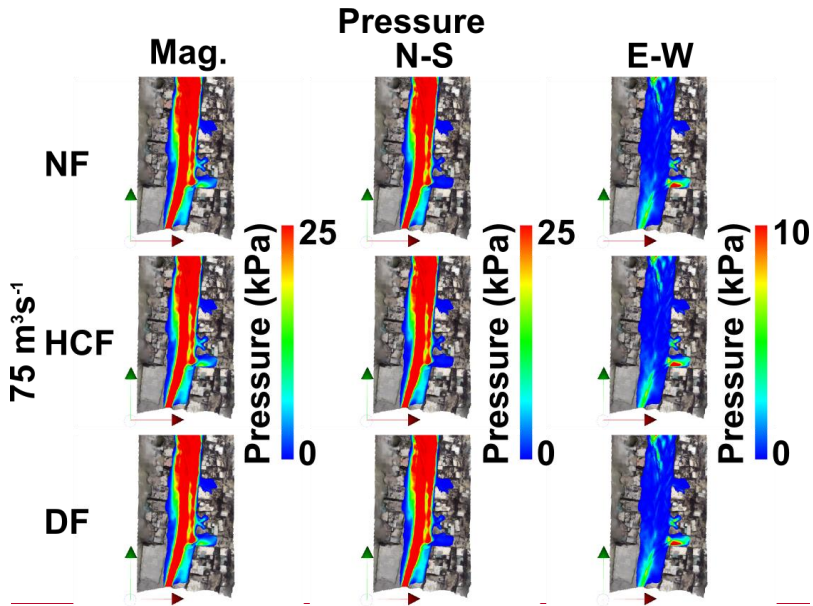 Pressure
Mag. N-S E-W
NF
HCF
DF
75 m³s⁻¹
Pressure (kPa)
25
0
Pressure (kPa)
25
0
Pressure (kPa)
10
0